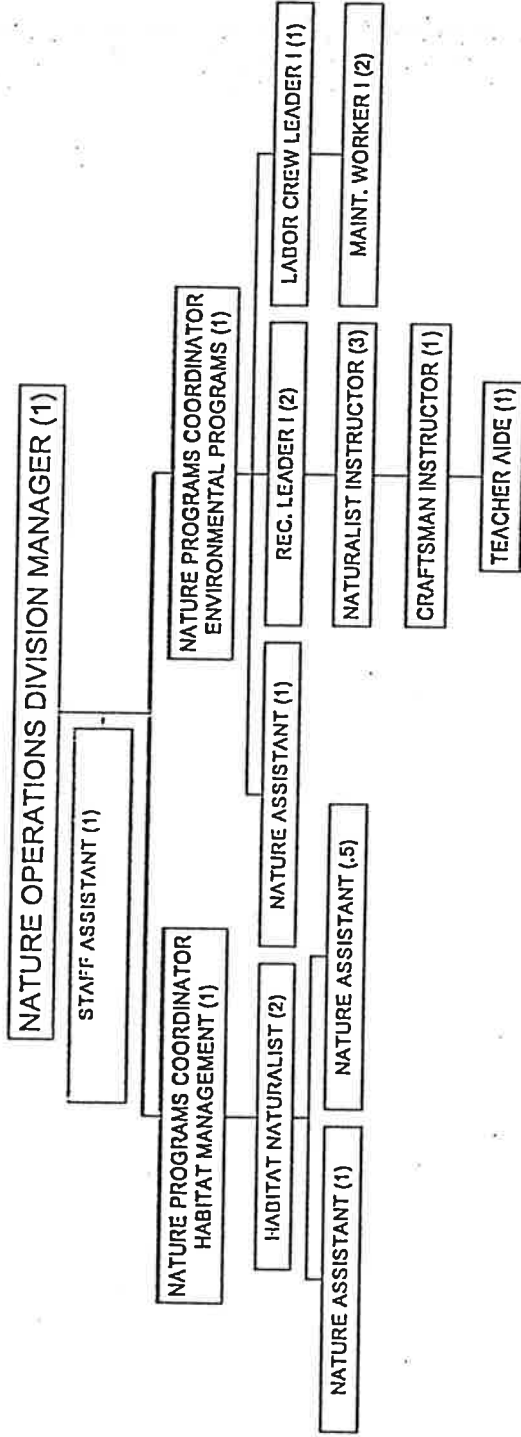 NATURE OPERATIONS DIVISION MANAGER (1)
STAFF ASSISTANT (1)
NATURE PROGRAMS COORDINATOR
HABITAT MANAGEMENT (1)
NATURE PROGRAMS COORDINATOR
ENVIRONMENTAL PROGRAMS (1)
HABITAT NATURALIST (2)
NATURE ASSISTANT (1)
REC. LEADER I (2)
LABOR CREW LEADER I (1)
NATURE ASSISTANT (1)
NATURE ASSISTANT (.5)
NATURALIST INSTRUCTOR (3)
MAINT. WORKER I (2)
CRAFTSMAN INSTRUCTOR (1)
TEACHER AIDE (1)